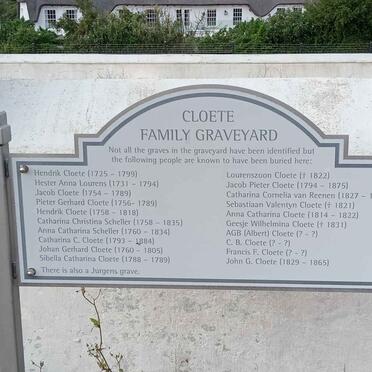 CLOETE
FAMILY GRAVEYARD
Not all the graves in the graveyard have been identified but
the following people are known to have been buried here:
Hendrik Cloete (1725 - 1799)
Hester Anna Lourens (1731 - 1794)
Jacob Cloete (1754 - 1789)
Pieter Gerhard Cloete (1756- 1789)
Hendrik Cloete (1758 - 1818)
Catharina Christina Scheller (1758 - 1835)
Anna Catharina Scheller (1760 - 1834)
Catharina C. Cloete (1793 - 1884)
Johan Gerhard Cloete (1760 - 1805)
Sibella Catharina Cloete (1788 - 1789)
There is also a Jurgens grave.
Lourenszoon Cloete († 1822)
Jacob Pieter Cloete (1794 - 1875)
Catharina Cornelia van Reenen (1827 -
Sebastiaan Valentyn Cloete († 1821)
Anna Catharina Cloete (1814 - 1822)
Geesje Wilhelmina Cloete († 1831)
AGB (Albert) Cloete (? - ?)
C. B. Cloete (? - ?)
Francis F. Cloete (? - ?)
John G. Cloete (1829 - 1865)